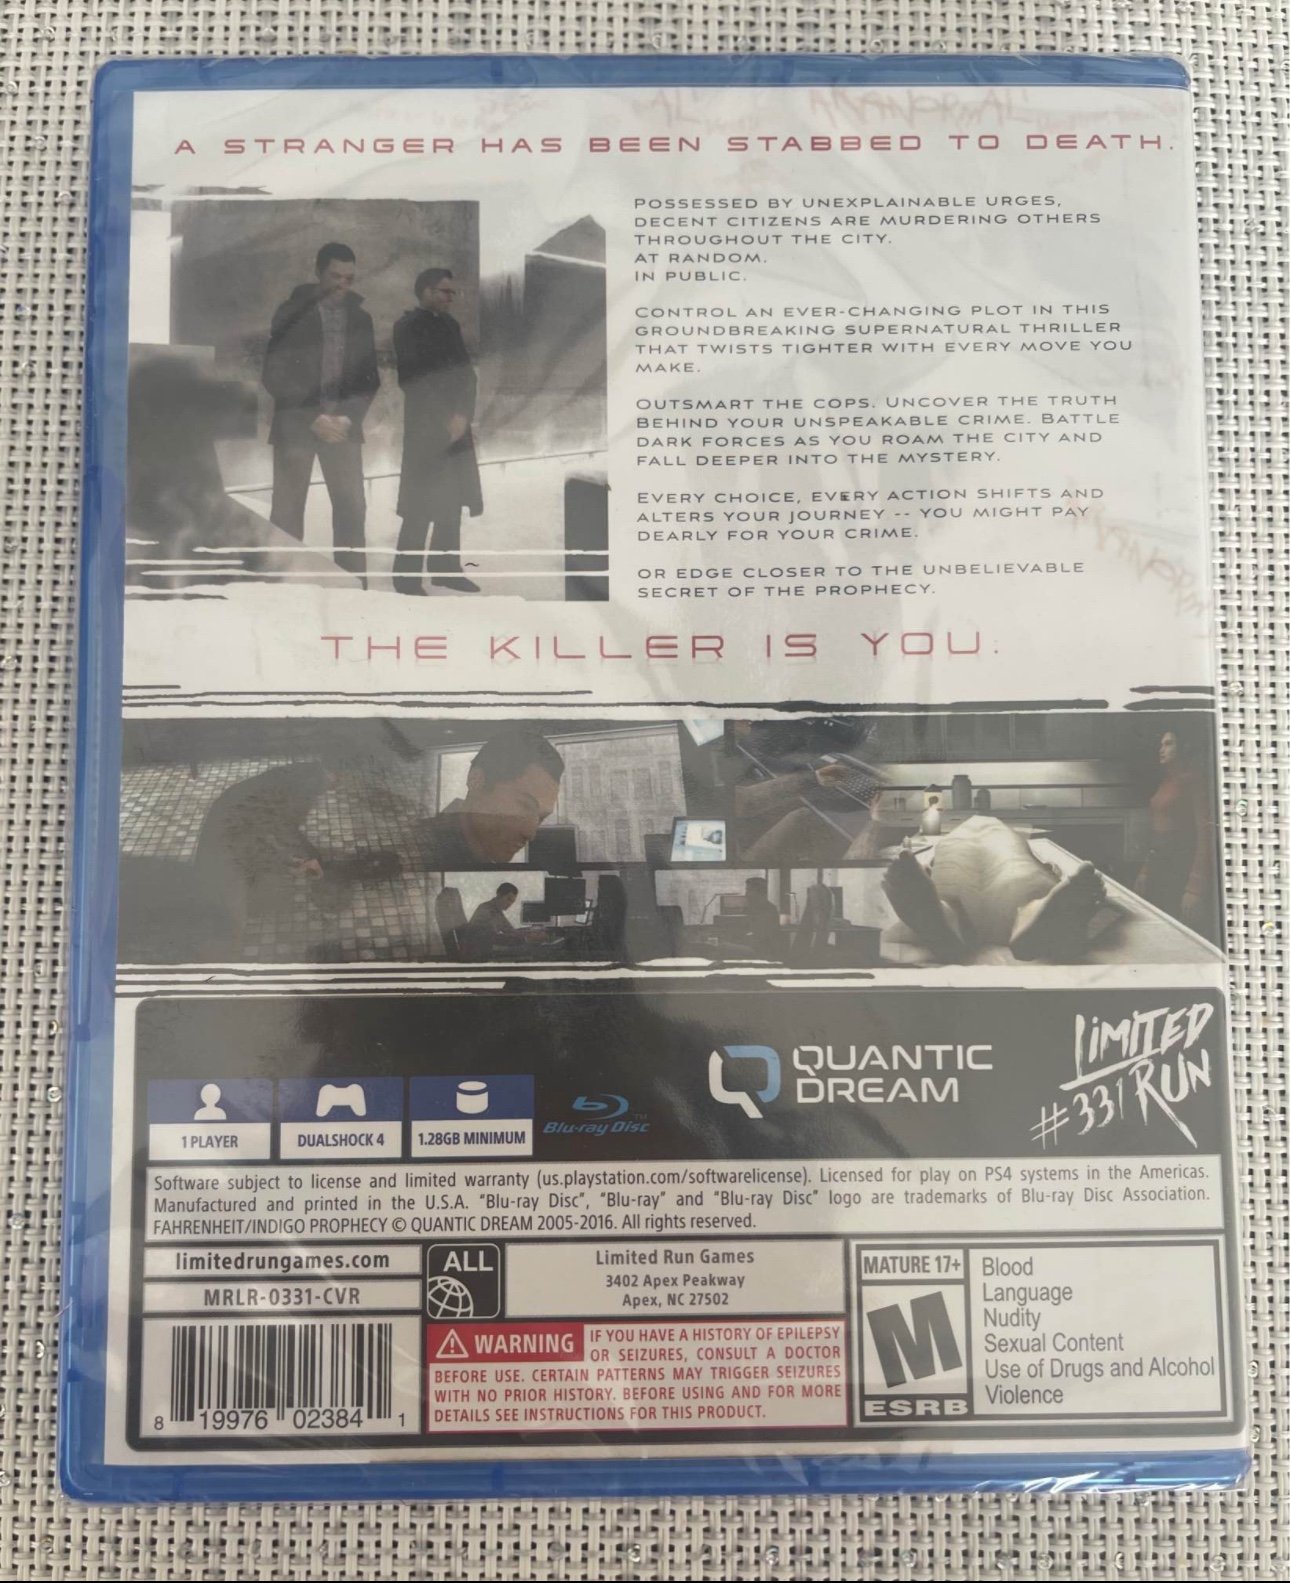 A STRANGER HAS BEEN STABBED TO DEATH.
POSSESSED BY UNEXPLAINABLE URGES,
DECENT CITIZENS ARE MURDERING OTHERS
THROUGHOUT THE CITY.
AT RANDOM.
IN PUBLIC.
CONTROL AN EVER-CHANGING PLOT IN THIS
GROUNDBREAKING SUPERNATURAL THRILLER
THAT TWISTS TIGHTER WITH EVERY MOVE YOU
MAKE.
OUTSMART THE COPS. UNCOVER THE TRUTH
BEHIND YOUR UNSPEAKABLE CRIME. BATTLE
DARK FORCES AS YOU ROAM THE CITY AND
FALL DEEPER INTO THE MYSTERY.
EVERY CHOICE, EVERY ACTION SHIFTS AND
ALTERS YOUR JOURNEY -- YOU MIGHT PAY
DEARLY FOR YOUR CRIME.
OR EDGE CLOSER TO THE UNBELIEVABLE
SECRET OF THE PROPHECY.
THE KILLER IS YOU.
QUANTIC
DREAM
LIMITED
RUN
#331
1 PLAYER
DUALSHOCK 4
1.28GB MINIMUM
Blu-ray Disc™
Software subject to license and limited warranty (us.playstation.com/softwarelicense). Licensed for play on PS4 systems in the Americas.
Manufactured and printed in the U.S.A. “Blu-ray Disc”, “Blu-ray” and “Blu-ray Disc” logo are trademarks of Blu-ray Disc Association.
FAHRENHEIT/INDIGO PROPHECY © QUANTIC DREAM 2005-2016. All rights reserved.
limitedrungames.com
MRLR-0331-CVR
8 19976 02384 1
ALL
Limited Run Games
3402 Apex Peakway
Apex, NC 27502
WARNING IF YOU HAVE A HISTORY OF EPILEPSY
OR SEIZURES, CONSULT A DOCTOR
BEFORE USE. CERTAIN PATTERNS MAY TRIGGER SEIZURES
WITH NO PRIOR HISTORY. BEFORE USING AND FOR MORE
DETAILS SEE INSTRUCTIONS FOR THIS PRODUCT.
MATURE 17+
M
ESRB
Blood
Language
Nudity
Sexual Content
Use of Drugs and Alcohol
Violence